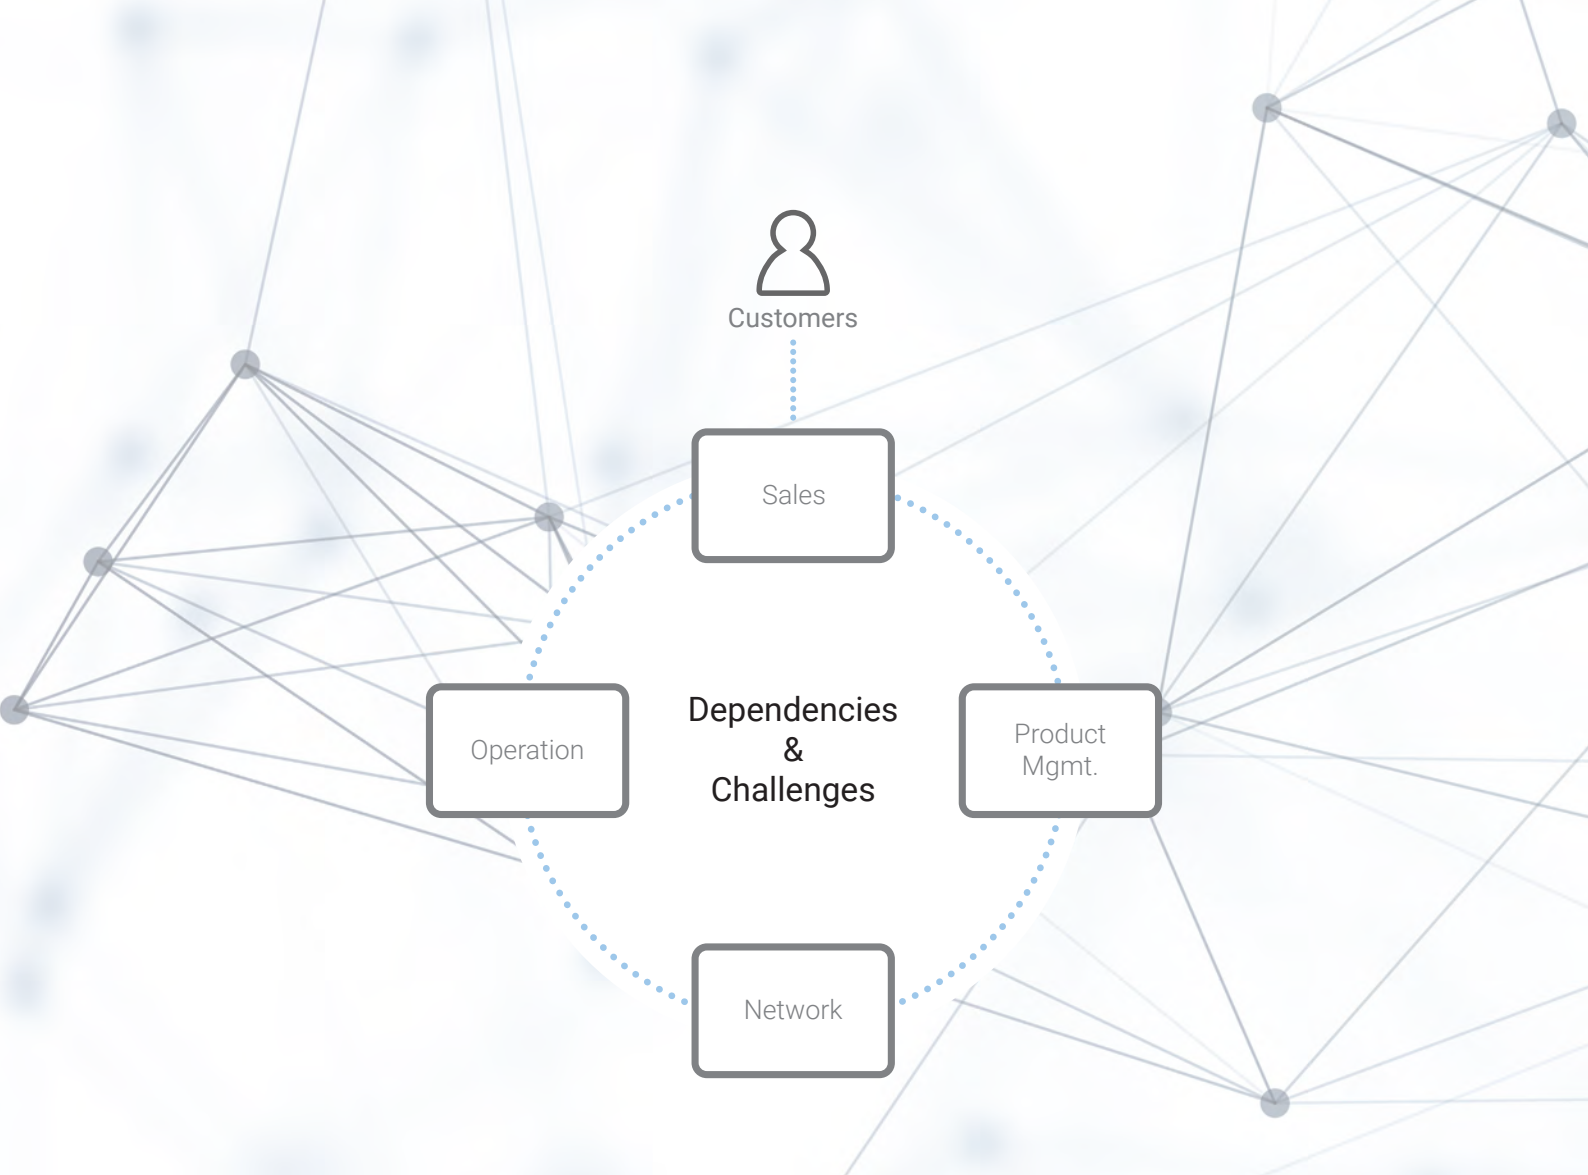 Customers
Sales
Operation
Dependencies
&
Challenges
Product
Mgmt.
Network